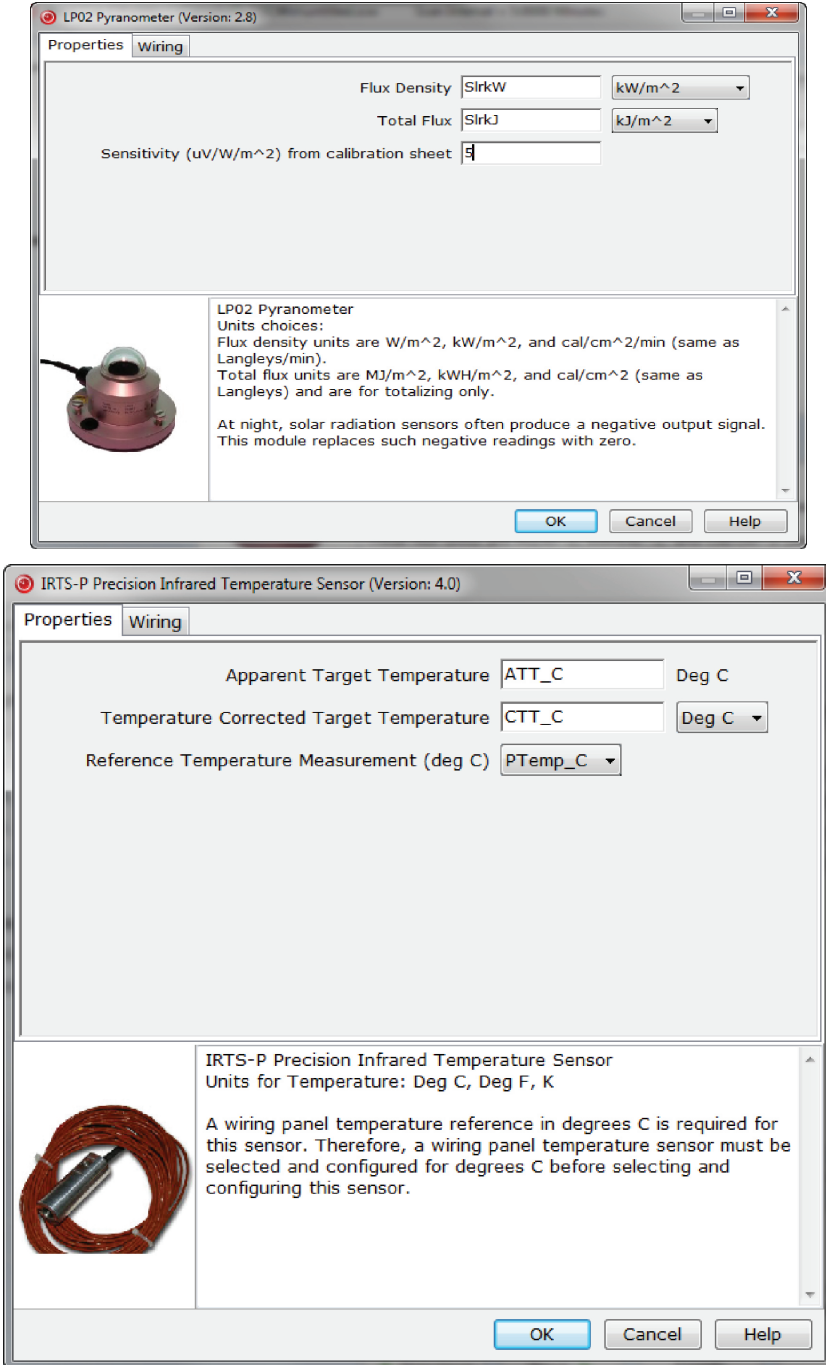 LP02 Pyranometer (Version: 2.8)
Properties Wiring
Flux Density SlrkW kW/m^2
Total Flux SlrkJ kJ/m^2
Sensitivity (uV/W/m^2) from calibration sheet 5
LP02 Pyranometer
Units choices:
Flux density units are W/m^2, kW/m^2, and cal/cm^2/min (same as
Langleys/min).
Total flux units are MJ/m^2, kWH/m^2, and cal/cm^2 (same as
Langleys) and are for totalizing only.
At night, solar radiation sensors often produce a negative output signal.
This module replaces such negative readings with zero.
OK Cancel Help
IRTS-P Precision Infrared Temperature Sensor (Version: 4.0)
Properties Wiring
Apparent Target Temperature ATT_C Deg C
Temperature Corrected Target Temperature CTT_C Deg C
Reference Temperature Measurement (deg C) PTemp_C
IRTS-P Precision Infrared Temperature Sensor
Units for Temperature: Deg C, Deg F, K
A wiring panel temperature reference in degrees C is required for
this sensor. Therefore, a wiring panel temperature sensor must be
selected and configured for degrees C before selecting and
configuring this sensor.
OK Cancel Help